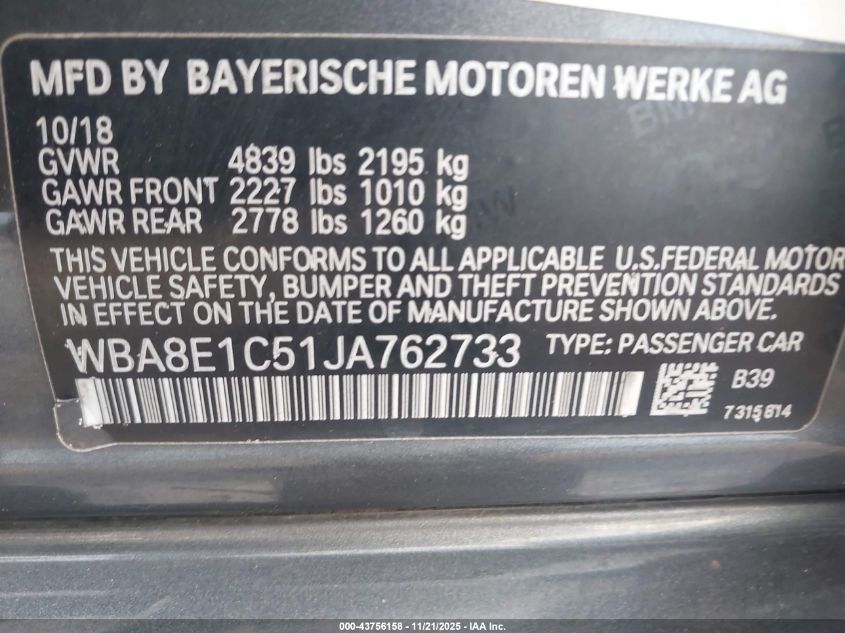 MFD BY BAYERISCHE MOTOREN WERKE AG
10/18
GVWR 4839 lbs 2195 kg
GAWR FRONT 2227 lbs 1010 kg
GAWR REAR 2778 lbs 1260 kg
THIS VEHICLE CONFORMS TO ALL APPLICABLE U.S.FEDERAL MOTOR
VEHICLE SAFETY, BUMPER AND THEFT PREVENTION STANDARDS
IN EFFECT ON THE DATE OF MANUFACTURE SHOWN ABOVE.
WBA8E1C51JA762733 TYPE: PASSENGER CAR
B39
7315814
000-43756158 - 11/21/2025 - IAA Inc.